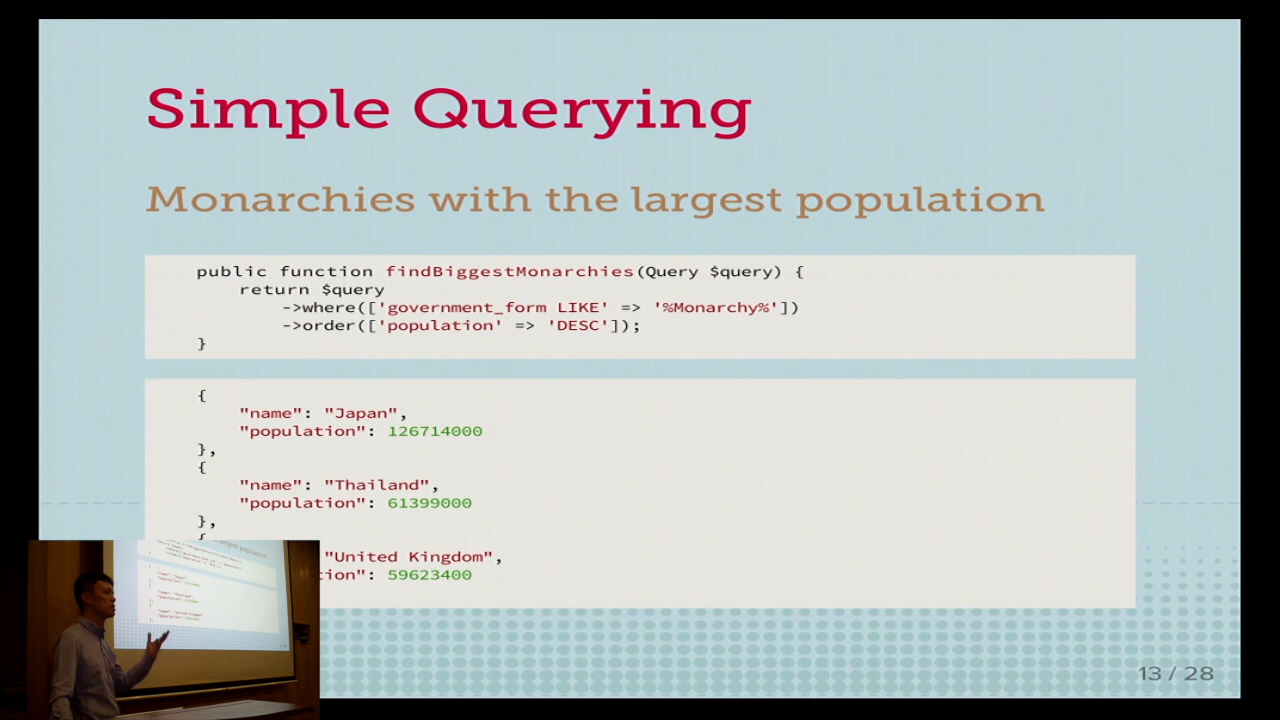 Simple Querying
Monarchies with the largest population
public function findBiggestMonarchies(Query $query) {
return $query
->where(['government_form LIKE' => '%Monarchy%'])
->order(['population' => 'DESC']);
}
{
"name": "Japan",
"population": 126714000
},
{
"name": "Thailand",
"population": 61399000
},
{
"United Kingdom",
tion": 59623400
13 / 28